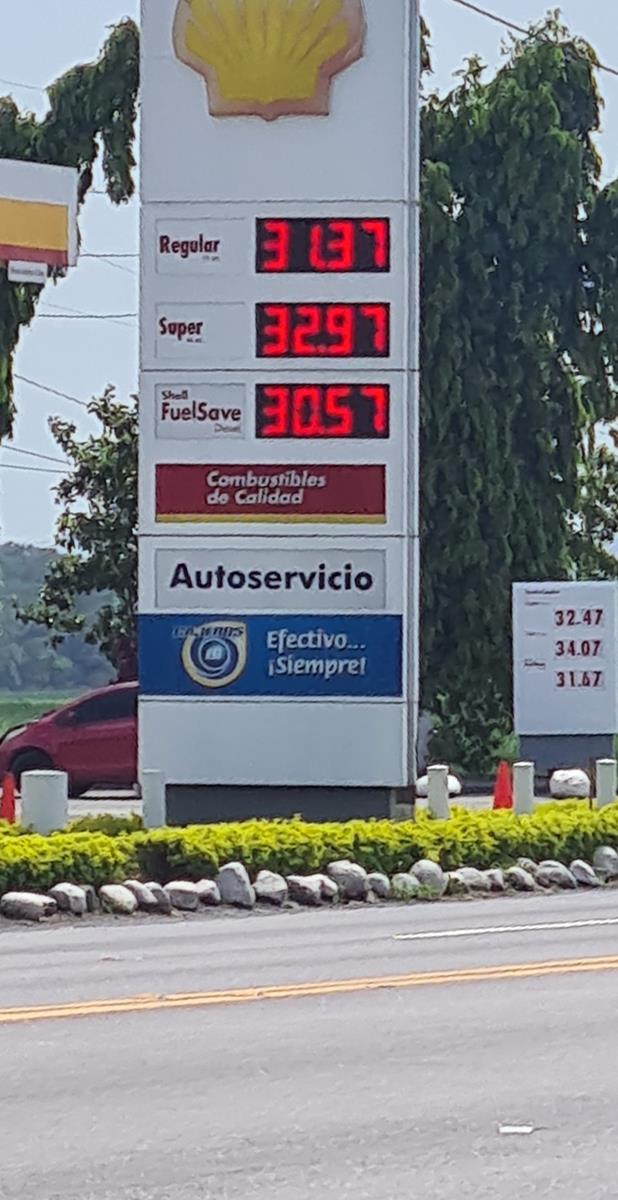 Regular
31.37
Super
32.97
Shell
FuelSave
Diesel
30.57
Combustibles
de Calidad
Autoservicio
CAJEROS
Efectivo...
¡Siempre!
32.47
34.07
31.67